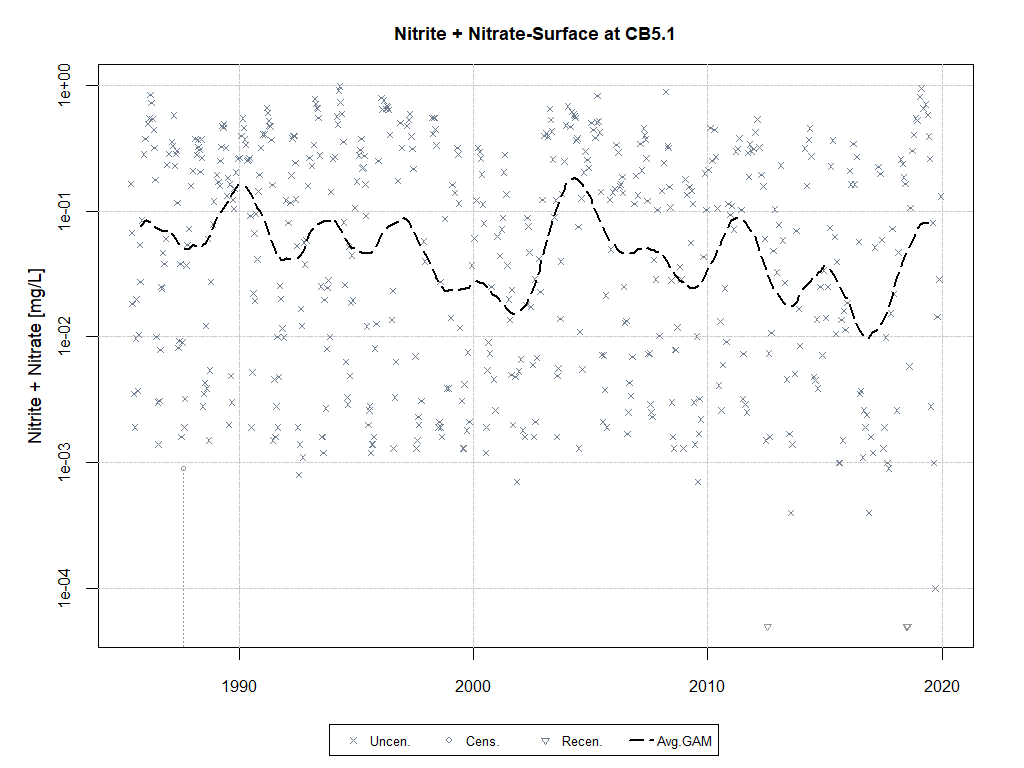 Nitrite + Nitrate-Surface at CB5.1
Nitrite + Nitrate [mg/L]
1e+00
1e-01
1e-02
1e-03
1e-04
1990 2000 2010 2020
Uncen. Cens. Recen. Avg.GAM